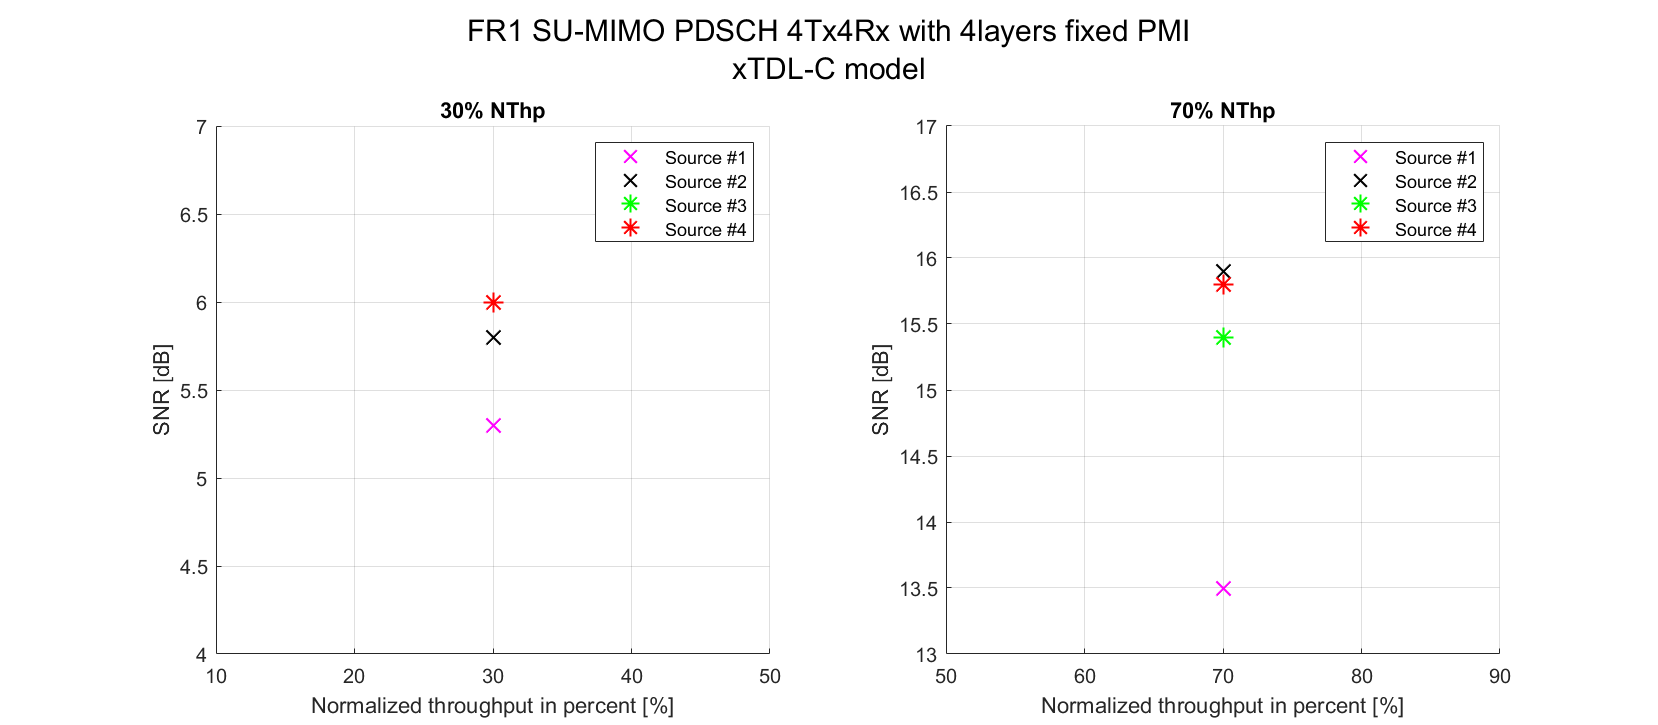 FR1 SU-MIMO PDSCH 4Tx4Rx with 4layers fixed PMI
xTDL-C model
30% NThp
7
6.5
6
5.5
5
4.5
4
SNR [dB]
10 20 30 40 50
Normalized throughput in percent [%]
Source #1
Source #2
Source #3
Source #4
70% NThp
17
16.5
16
15.5
15
14.5
14
13.5
13
SNR [dB]
50 60 70 80 90
Normalized throughput in percent [%]
Source #1
Source #2
Source #3
Source #4